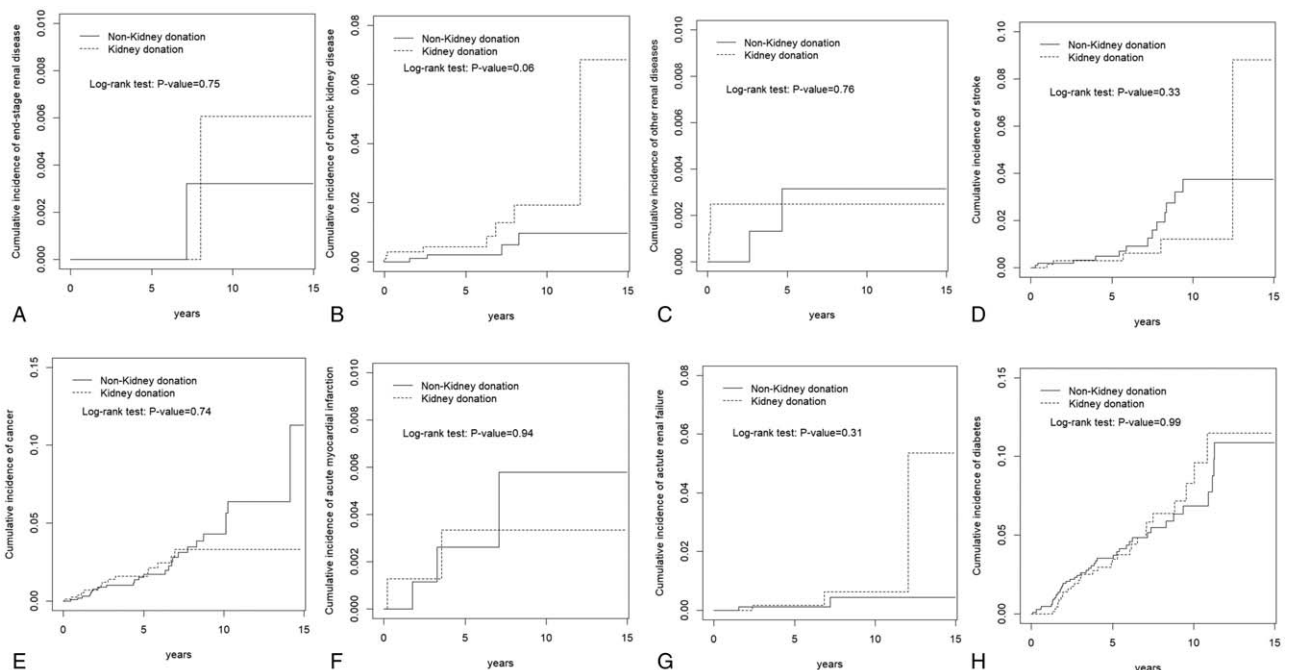 Cumulative incidence of end-stage renal disease
0.010
0.008
0.006
0.004
0.002
0.000
Non-Kidney donation
Kidney donation
Log-rank test: P-value=0.75
0 5 10 15
years
A
Cumulative incidence of chronic kidney disease
0.08
0.06
0.04
0.02
0.00
Non-Kidney donation
Kidney donation
Log-rank test: P-value=0.06
0 5 10 15
years
B
Cumulative incidence of other renal diseases
0.010
0.008
0.006
0.004
0.002
0.000
Non-Kidney donation
Kidney donation
Log-rank test: P-value=0.76
0 5 10 15
years
C
Cumulative incidence of stroke
0.10
0.08
0.06
0.04
0.02
0.00
Non-Kidney donation
Kidney donation
Log-rank test: P-value=0.33
0 5 10 15
years
D
Cumulative incidence of cancer
0.15
0.10
0.05
0.00
Non-Kidney donation
Kidney donation
Log-rank test: P-value=0.74
0 5 10 15
years
E
Cumulative incidence of acute myocardial infarction
0.010
0.008
0.006
0.004
0.002
0.000
Non-Kidney donation
Kidney donation
Log-rank test: P-value=0.94
0 5 10 15
years
F
Cumulative incidence of actute renal failure
0.08
0.06
0.04
0.02
0.00
Non-Kidney donation
Kidney donation
Log-rank test: P-value=0.31
0 5 10 15
years
G
Cumulative incidence of diabetes
0.15
0.10
0.05
0.00
Non-Kidney donation
Kidney donation
Log-rank test: P-value=0.99
0 5 10 15
years
H